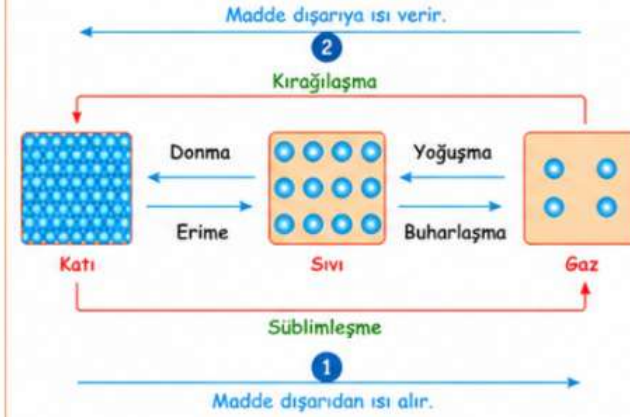 Madde dışarıya ısı verir.
2
Kırağılaşma
Donma
Yoğuşma
Erime
Buharlaşma
Katı
Sıvı
Gaz
Süblimleşme
1
Madde dışarıdan ısı alır.